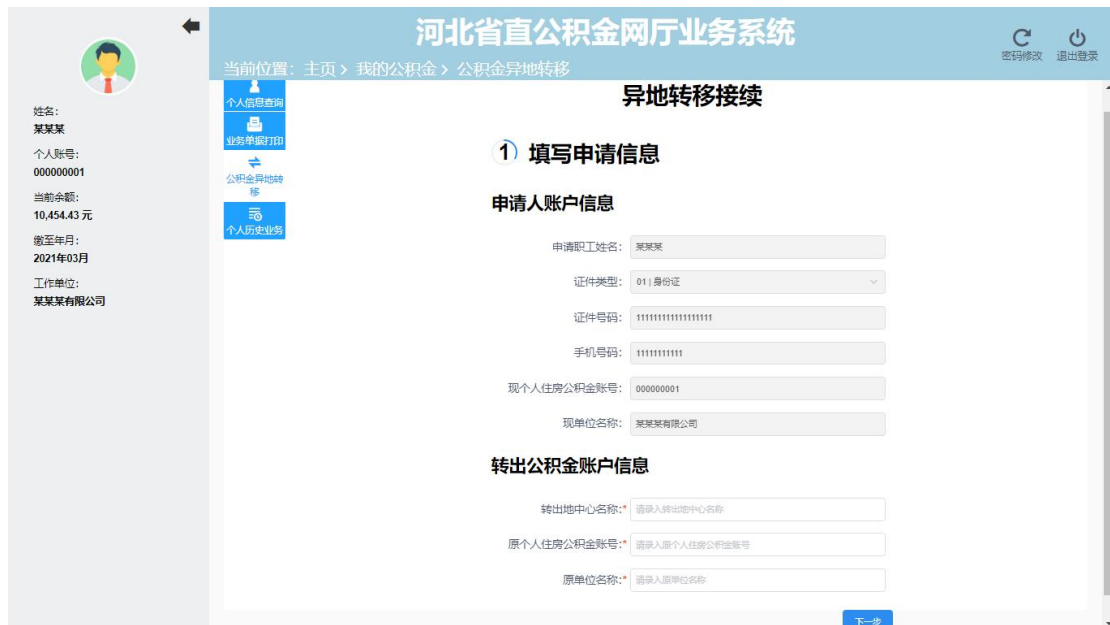 河北省直公积金网厅业务系统
密码修改 退出登录
当前位置：主页 > 我的公积金 > 公积金异地转移
姓名:
某某某
个人账号:
000000001
当前余额:
10,454.43 元
缴至年月:
2021年03月
工作单位:
某某某有限公司
个人信息查询
业务单据打印
公积金异地转
移
个人历史业务
异地转移接续
1 填写申请信息
申请人账户信息
申请职工姓名: 某某某
证件类型: 01 | 身份证
证件号码: 111111111111111111
手机号码: 11111111111
现个人住房公积金账号: 000000001
现单位名称: 某某某有限公司
转出公积金账户信息
转出地中心名称:* 请录入转出地中心名称
原个人住房公积金账号:* 请录入原个人住房公积金账号
原单位名称:* 请录入原单位名称
下一步